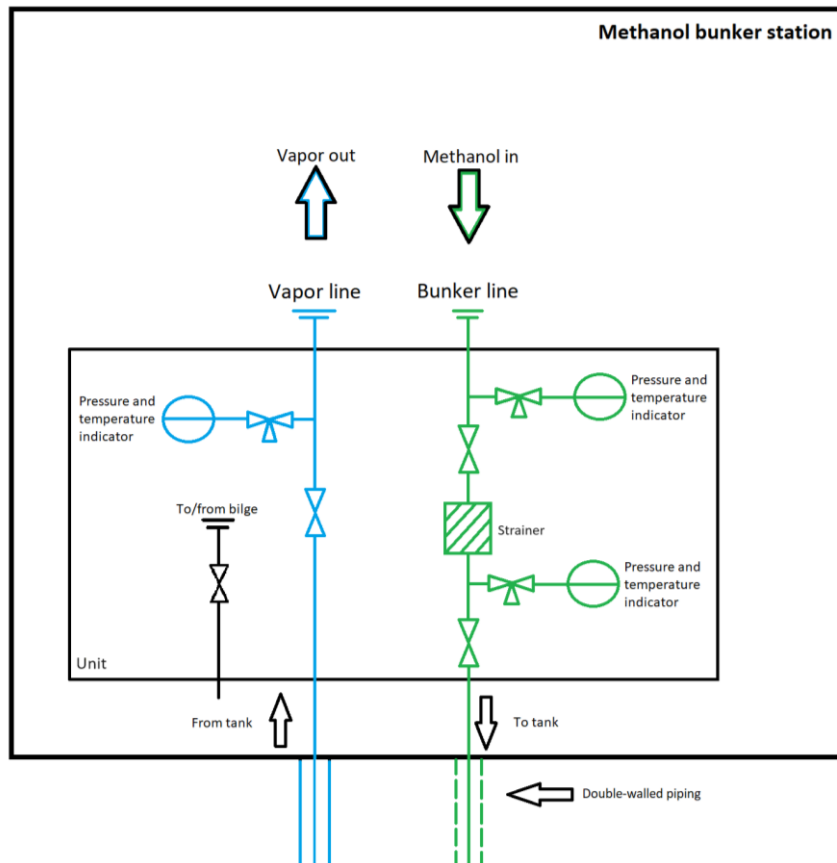 Methanol bunker station
Vapor out
Methanol in
Vapor line
Bunker line
Pressure and
temperature
indicator
Pressure and
temperature
indicator
To/from bilge
Strainer
Pressure and
temperature
indicator
Unit
From tank
To tank
Double-walled piping